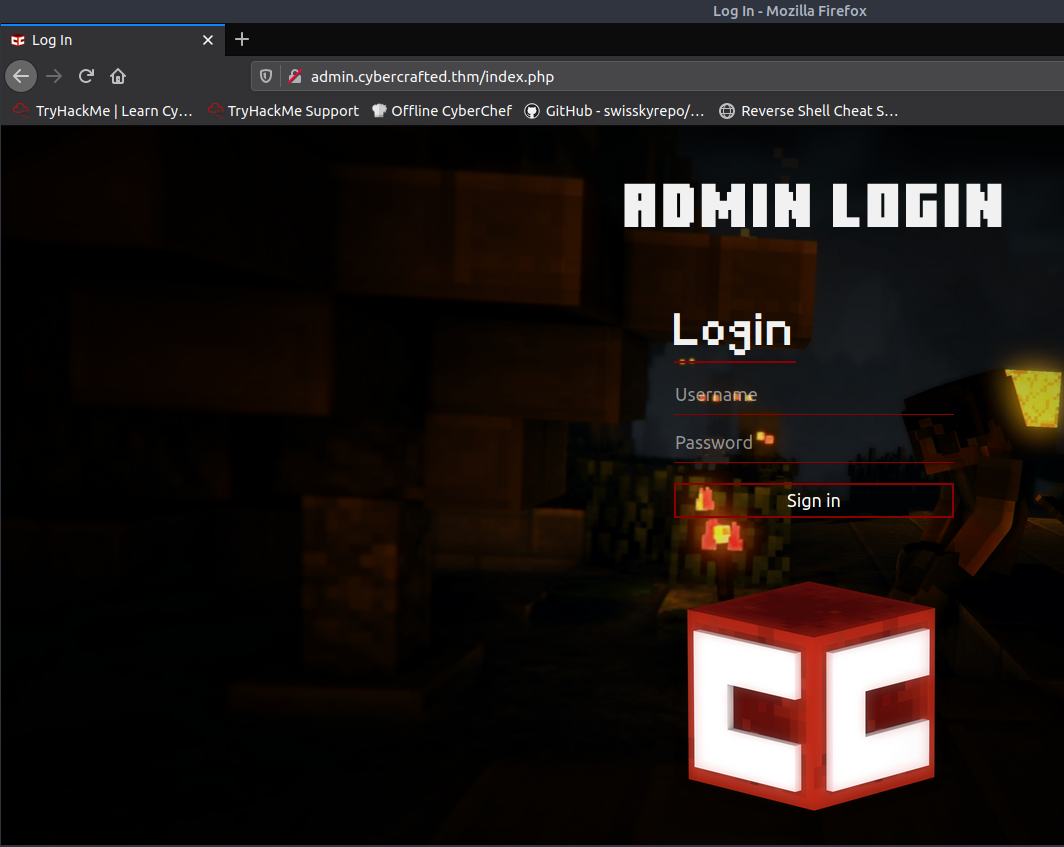 Log In - Mozilla Firefox
Log In
admin.cybercrafted.thm/index.php
TryHackMe | Learn Cy… TryHackMe Support Offline CyberChef GitHub - swisskyrepo/… Reverse Shell Cheat S…
ADMIN LOGIN
Login
Username
Password
Sign in
CC